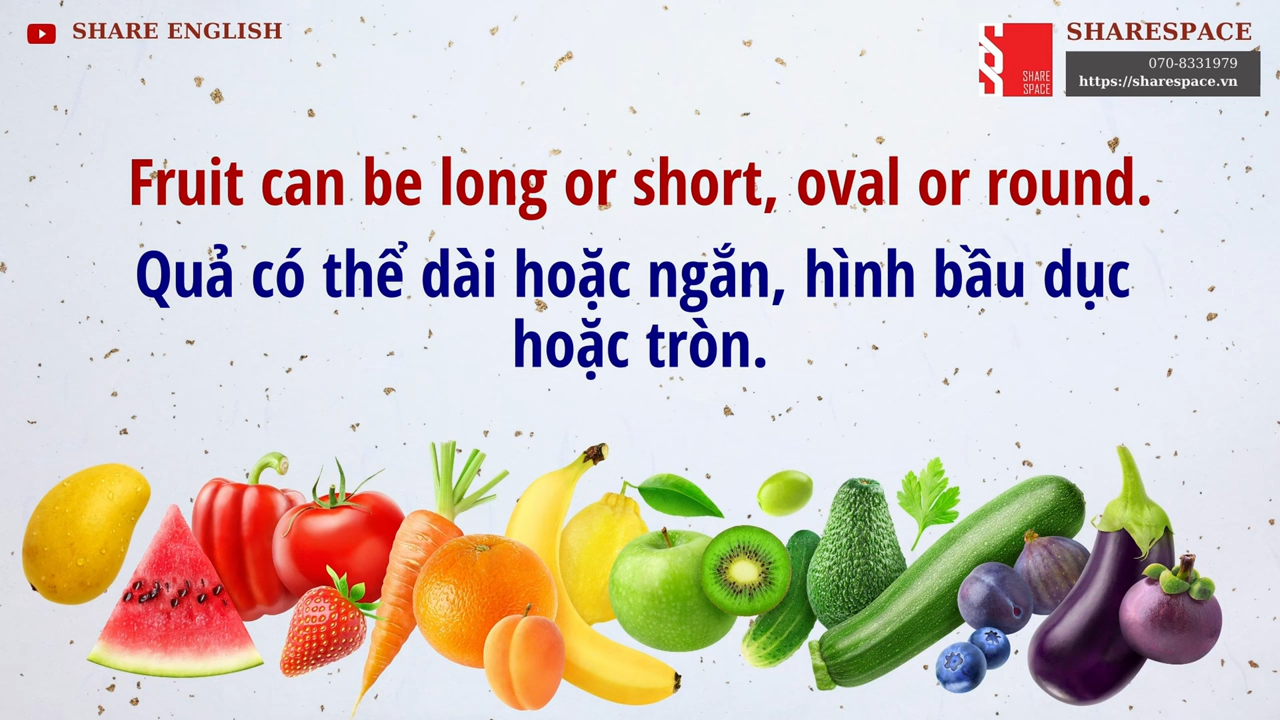 SHARE ENGLISH
SHARE
SPACE
SHARESPACE
070-8331979
https://sharespace.vn
Fruit can be long or short, oval or round.
Quả có thể dài hoặc ngắn, hình bầu dục
hoặc tròn.